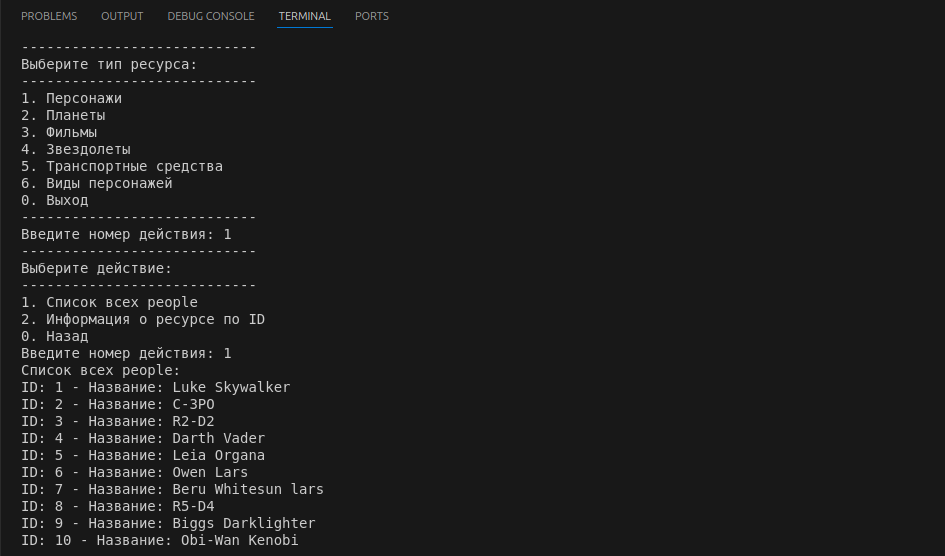 PROBLEMS OUTPUT DEBUG CONSOLE TERMINAL PORTS
----------------------------
Выберите тип ресурса:
----------------------------
1. Персонажи
2. Планеты
3. Фильмы
4. Звездолеты
5. Транспортные средства
6. Виды персонажей
0. Выход
----------------------------
Введите номер действия: 1
----------------------------
Выберите действие:
----------------------------
1. Список всех people
2. Информация о ресурсе по ID
0. Назад
Введите номер действия: 1
Список всех people:
ID: 1 - Название: Luke Skywalker
ID: 2 - Название: C-3PO
ID: 3 - Название: R2-D2
ID: 4 - Название: Darth Vader
ID: 5 - Название: Leia Organa
ID: 6 - Название: Owen Lars
ID: 7 - Название: Beru Whitesun lars
ID: 8 - Название: R5-D4
ID: 9 - Название: Biggs Darklighter
ID: 10 - Название: Obi-Wan Kenobi